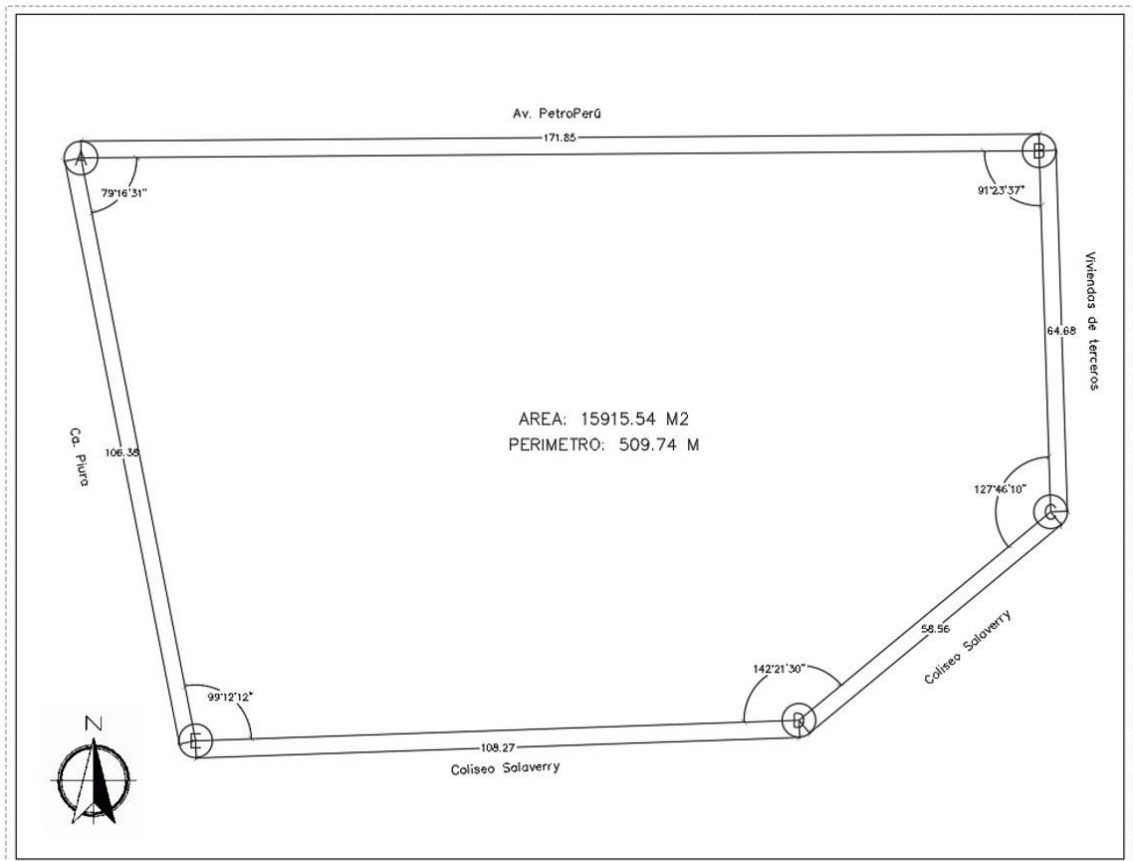 Av. PetroPerú
171.85
A
B
79°16'31"
91°23'37"
Viviendas de terceros
64.68
AREA: 15915.54 M2
PERIMETRO: 509.74 M
Ca. Piura
106.38
127°46'10"
C
58.56
Coliseo Salaverry
142°21'30"
D
99°12'12"
E
108.27
Coliseo Salaverry
N